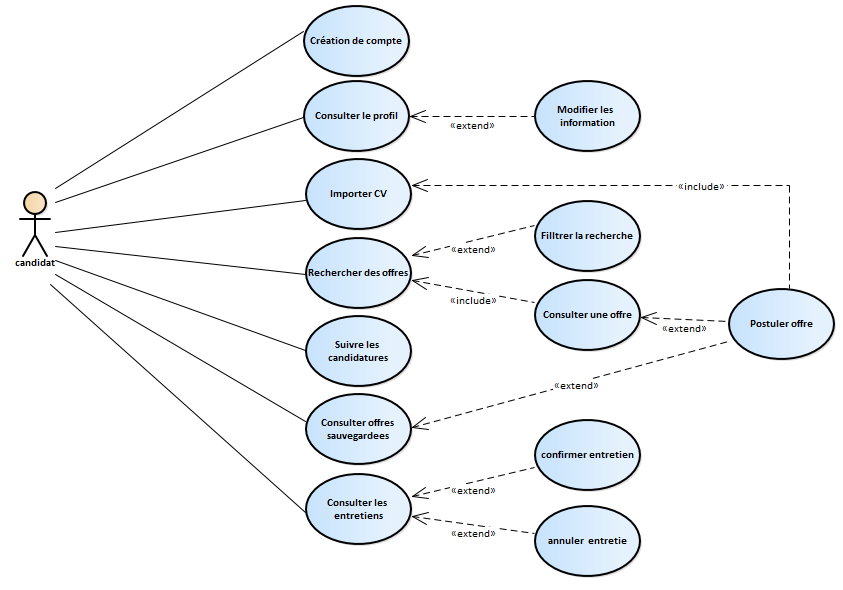 Création de compte
Consulter le profil
«extend»
Modifier les
information
Importer CV
«include»
candidat
Rechercher des offres
«extend»
Filltrer la recherche
«include»
Consulter une offre
«extend»
Postuler offre
Suivre les
candidatures
«extend»
Consulter offres
sauvegardees
Consulter les
entretiens
«extend»
confirmer entretien
«extend»
annuler entretie